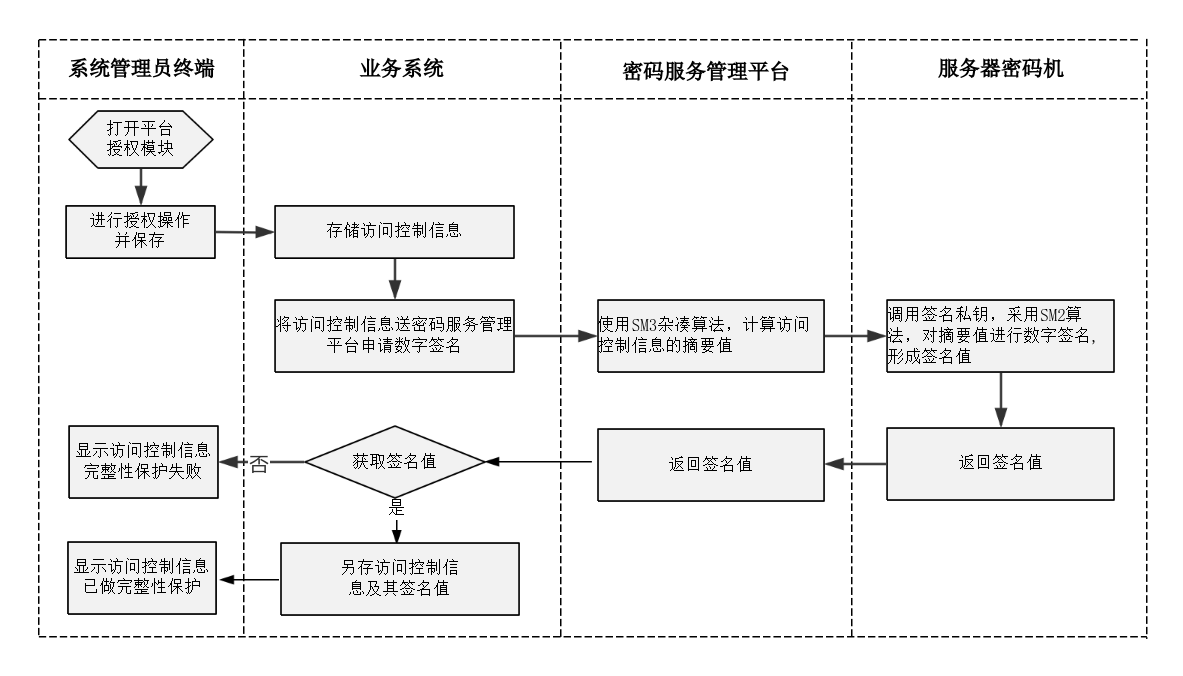 系统管理员终端
业务系统
密码服务管理平台
服务器密码机
打开平台
授权模块
进行授权操作
并保存
存储访问控制信息
将访问控制信息送密码服务管理
平台申请数字签名
使用SM3杂凑算法，计算访问
控制信息的摘要值
调用签名私钥，采用SM2算
法，对摘要值进行数字签名，
形成签名值
显示访问控制信息
完整性保护失败
否
获取签名值
返回签名值
返回签名值
是
显示访问控制信息
已做完整性保护
另存访问控制信
息及其签名值